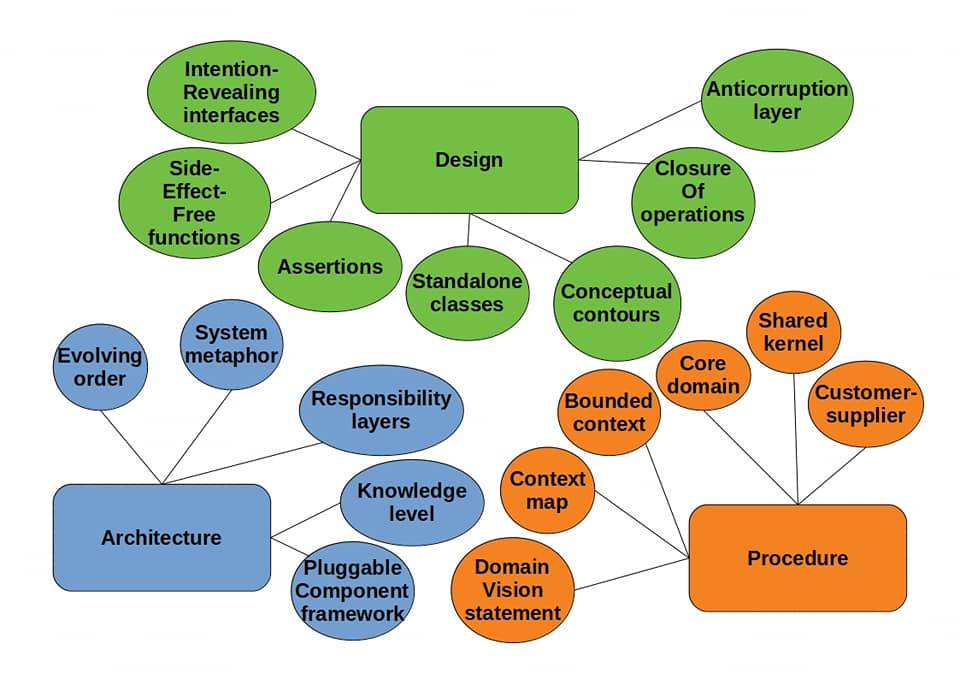 Intention-
Revealing
interfaces
Design
Anticorruption
layer
Side-
Effect-
Free
functions
Closure
Of
operations
Assertions
Standalone
classes
Conceptual
contours
Evolving
order
System
metaphor
Responsibility
layers
Knowledge
level
Pluggable
Component
framework
Architecture
Shared
kernel
Core
domain
Customer-
supplier
Bounded
context
Context
map
Domain
Vision
statement
Procedure